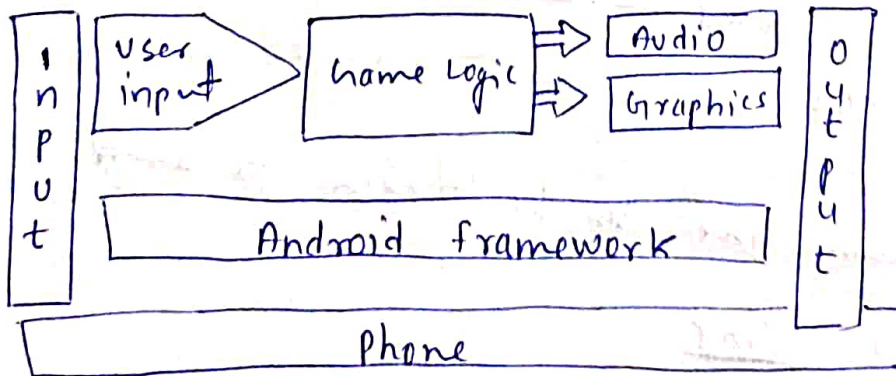 Input
User
input
Game Logic
Audio
Graphics
Output
Android framework
Phone